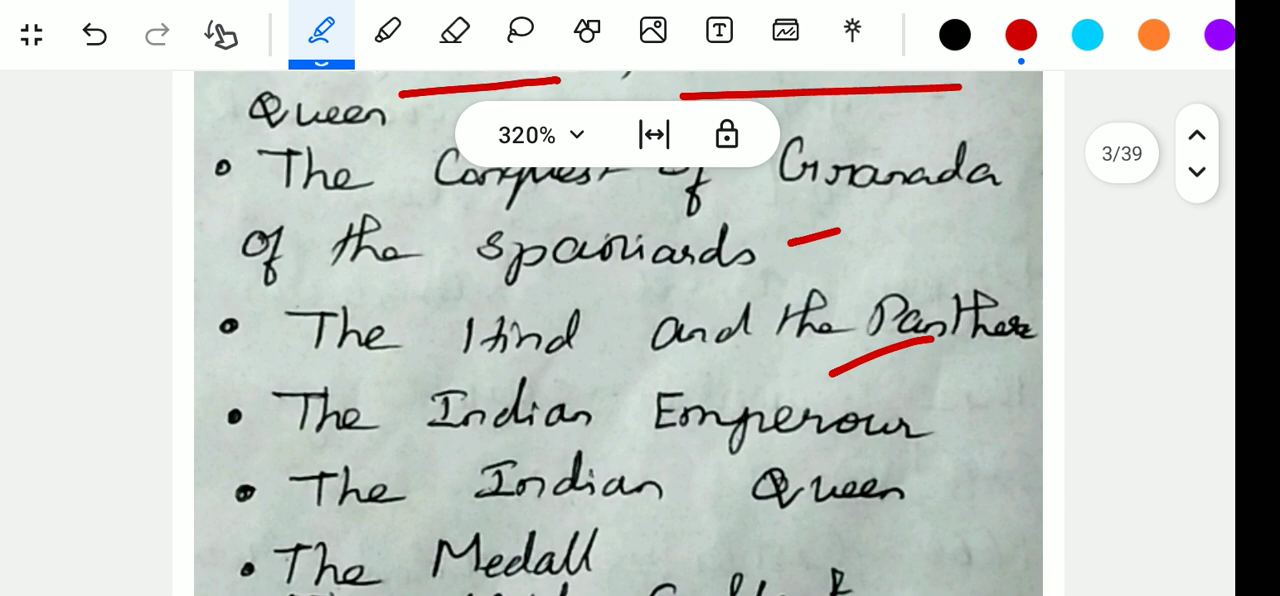 Queen
320%
3/39
• The Conquest of Granada
of the spaniards
• The Hind and the Panther
• The Indian Emperour
• The Indian Queen
• The Medall